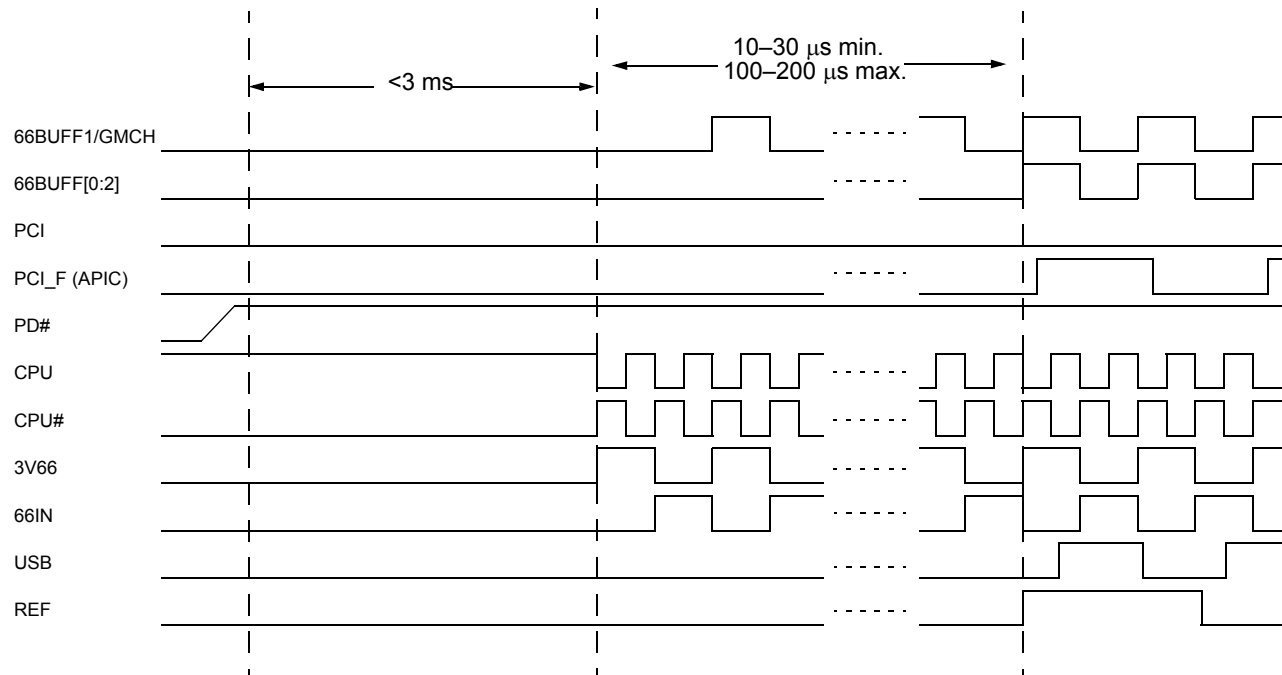 10–30 μs min.
100–200 μs max.
<3 ms
66BUFF1/GMCH
66BUFF[0:2]
PCI
PCI_F (APIC)
PD#
CPU
CPU#
3V66
66IN
USB
REF